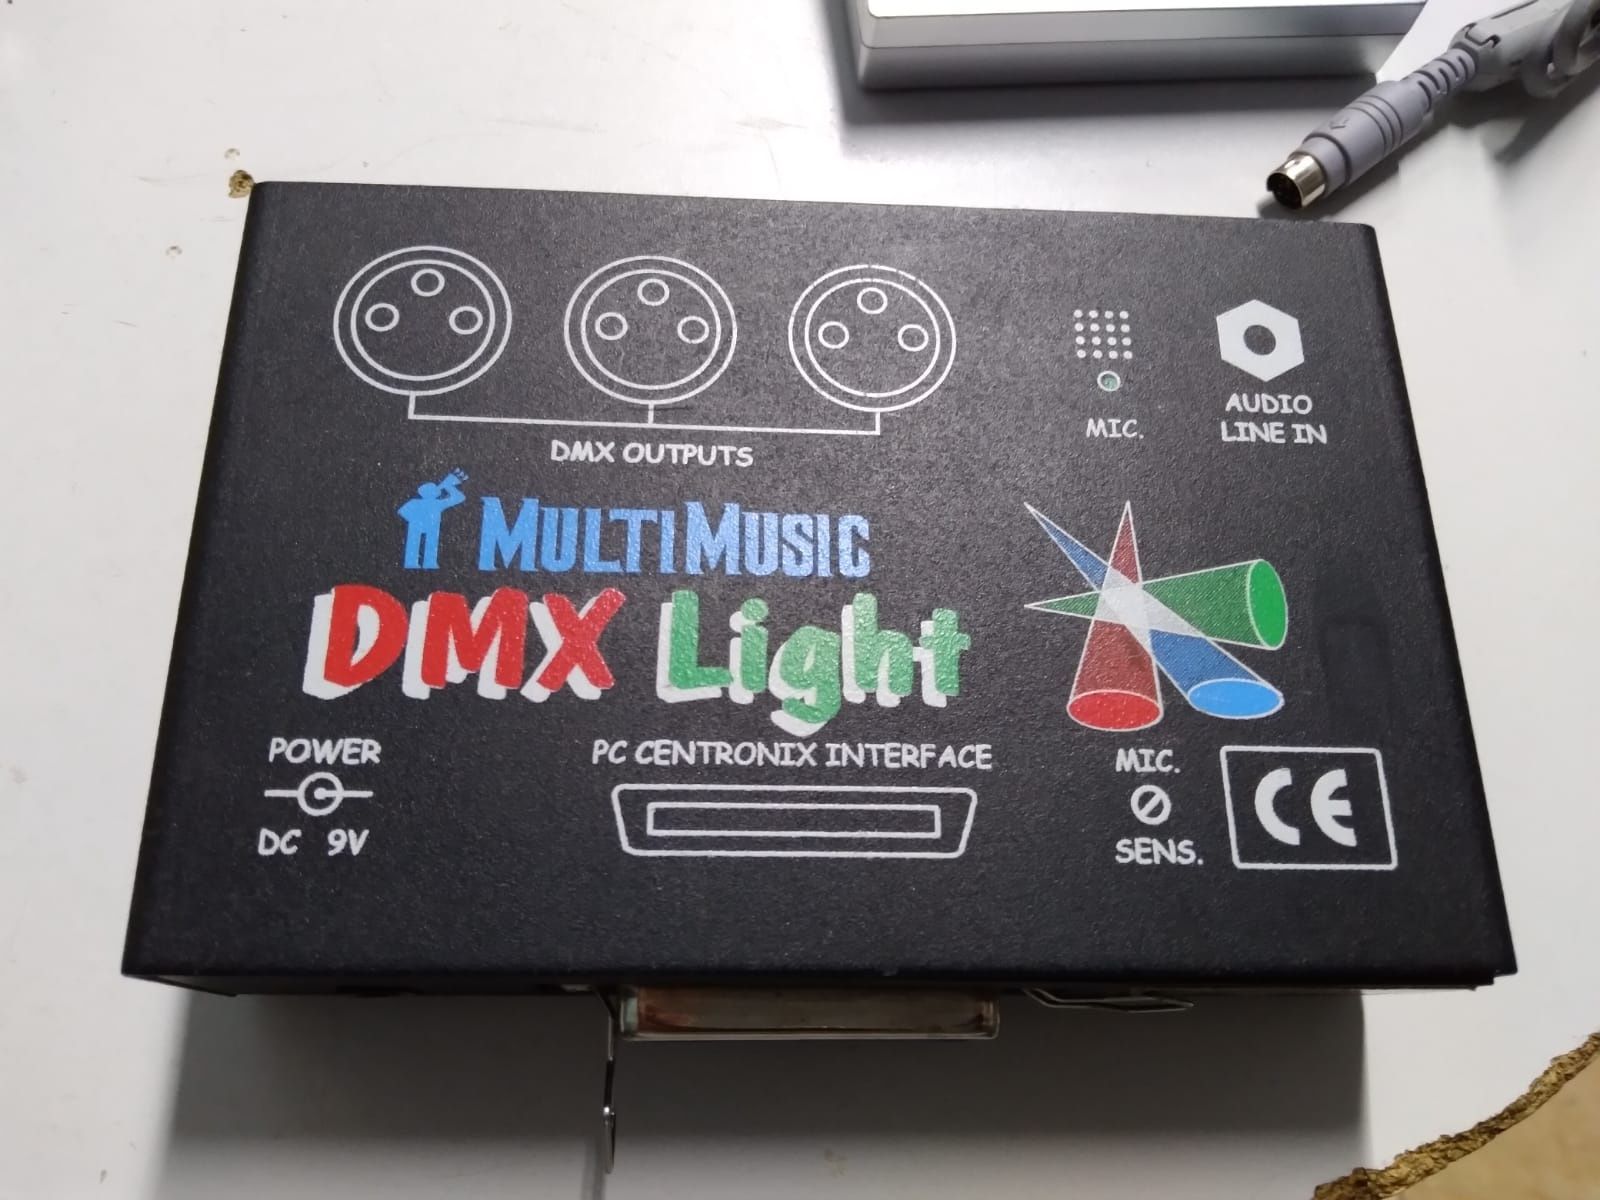 DMX OUTPUTS
MIC.
AUDIO
LINE IN
MULTIMUSIC
DMX Light
POWER
DC 9V
PC CENTRONIX INTERFACE
MIC.
SENS.
CE